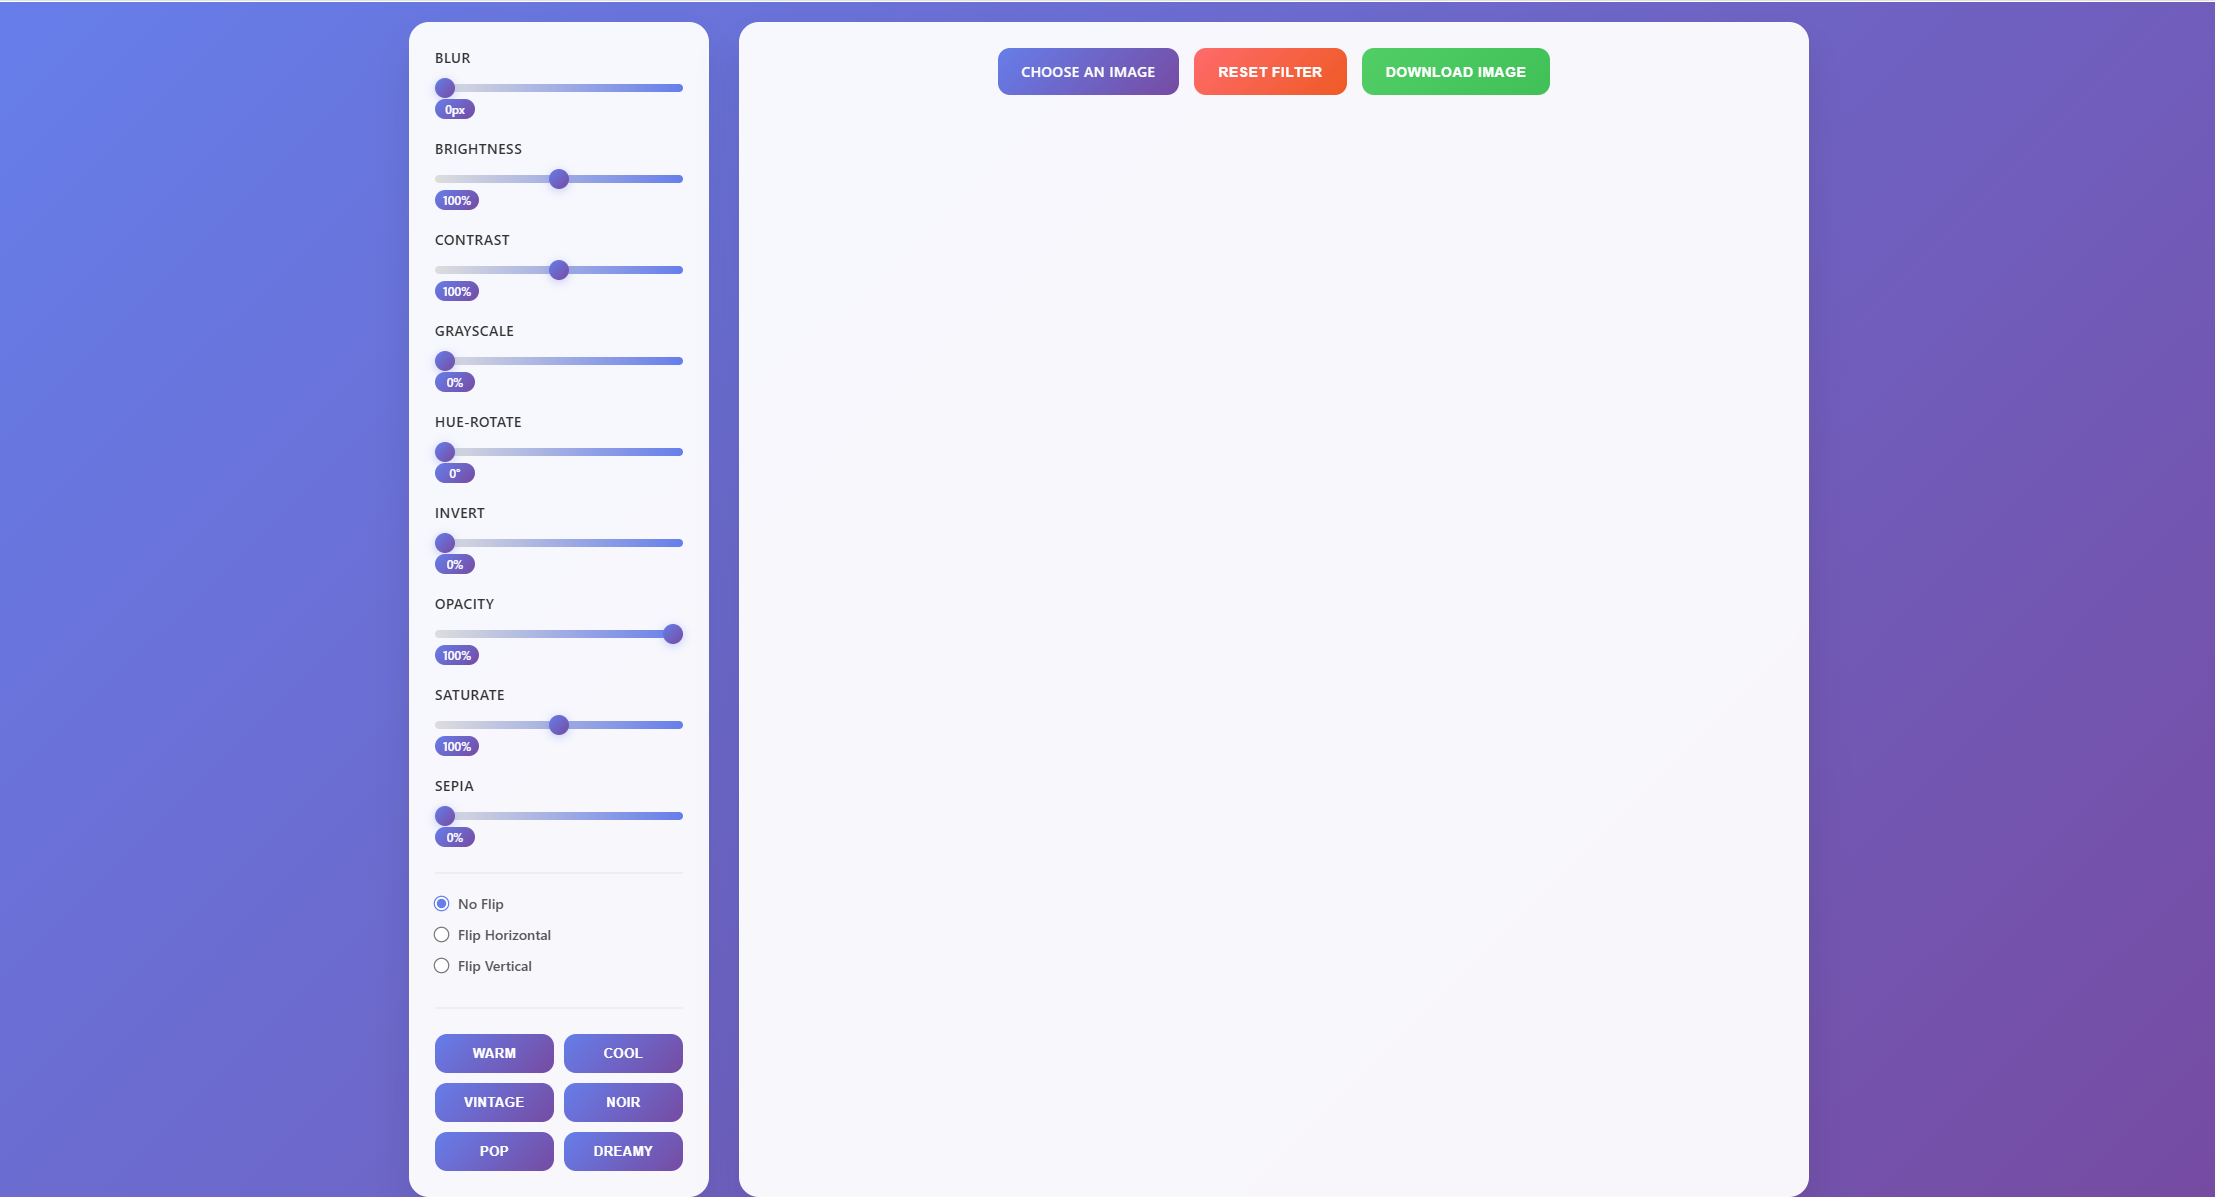 BLUR
0px
BRIGHTNESS
100%
CONTRAST
100%
GRAYSCALE
0%
HUE-ROTATE
0°
INVERT
0%
OPACITY
100%
SATURATE
100%
SEPIA
0%
No Flip
Flip Horizontal
Flip Vertical
WARM COOL
VINTAGE NOIR
POP DREAMY
CHOOSE AN IMAGE RESET FILTER DOWNLOAD IMAGE